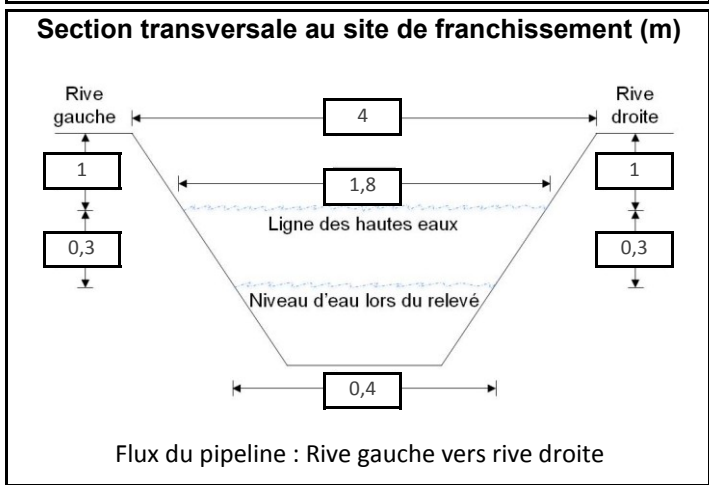 Section transversale au site de franchissement (m)
Rive
gauche
4
Rive
droite
1
1,8
1
Ligne des hautes eaux
0,3
0,3
Niveau d'eau lors du relevé
0,4
Flux du pipeline : Rive gauche vers rive droite